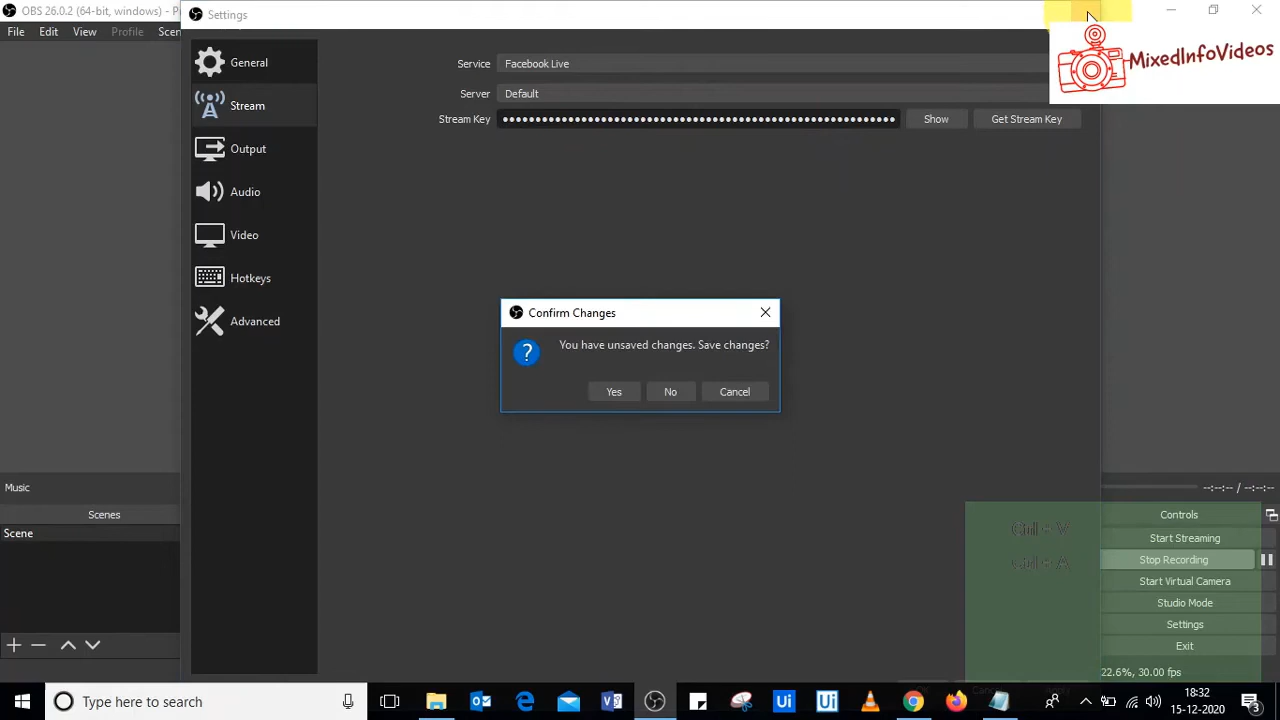 OBS 26.0.2 (64-bit, windows) - P
Settings
File Edit View Profile Scen
MixedInfoVideos
General
Stream
Output
Audio
Video
Hotkeys
Advanced
Service Facebook Live
Server Default
Stream Key Show Get Stream Key
Confirm Changes
You have unsaved changes. Save changes?
Yes No Cancel
Music
--:--:-- / --:--:--
Scenes
Scene
Ctrl + V
Ctrl + A
Controls
Start Streaming
Stop Recording
Start Virtual Camera
Studio Mode
Settings
Exit
22.6%, 30.00 fps
Type here to search
18:32
15-12-2020
3